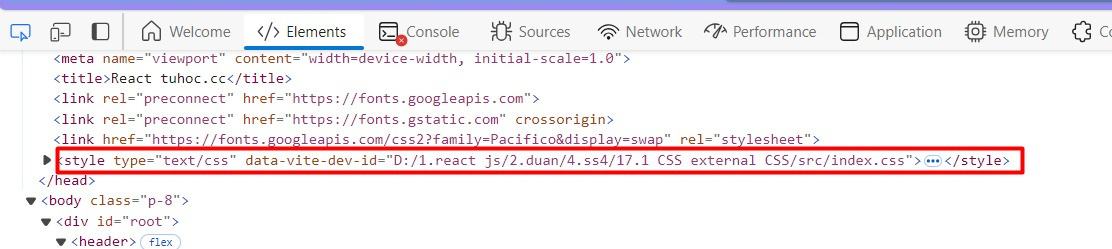 Welcome </> Elements Console Sources Network Performance Application Memory
<meta name="viewport" content="width=device-width, initial-scale=1.0">
<title>React tuhoc.cc</title>
<link rel="preconnect" href="https://fonts.googleapis.com">
<link rel="preconnect" href="https://fonts.gstatic.com" crossorigin>
<link href="https://fonts.googleapis.com/css2?family=Pacifico&display=swap" rel="stylesheet">
<style type="text/css" data-vite-dev-id="D:/1.react js/2.duan/4.ss4/17.1 CSS external CSS/src/index.css">•••</style>
</head>
<body class="p-8">
<div id="root">
<header> flex